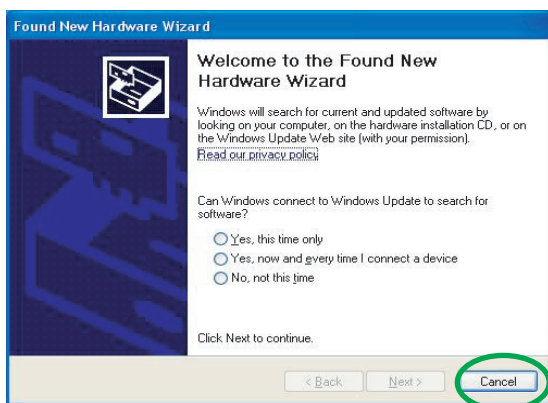 Found New Hardware Wizard
Welcome to the Found New
Hardware Wizard
Windows will search for current and updated software by
looking on your computer, on the hardware installation CD, or on
the Windows Update Web site (with your permission).
Read our privacy policy
Can Windows connect to Windows Update to search for
software?
Yes, this time only
Yes, now and every time I connect a device
No, not this time
Click Next to continue.
< Back Next > Cancel